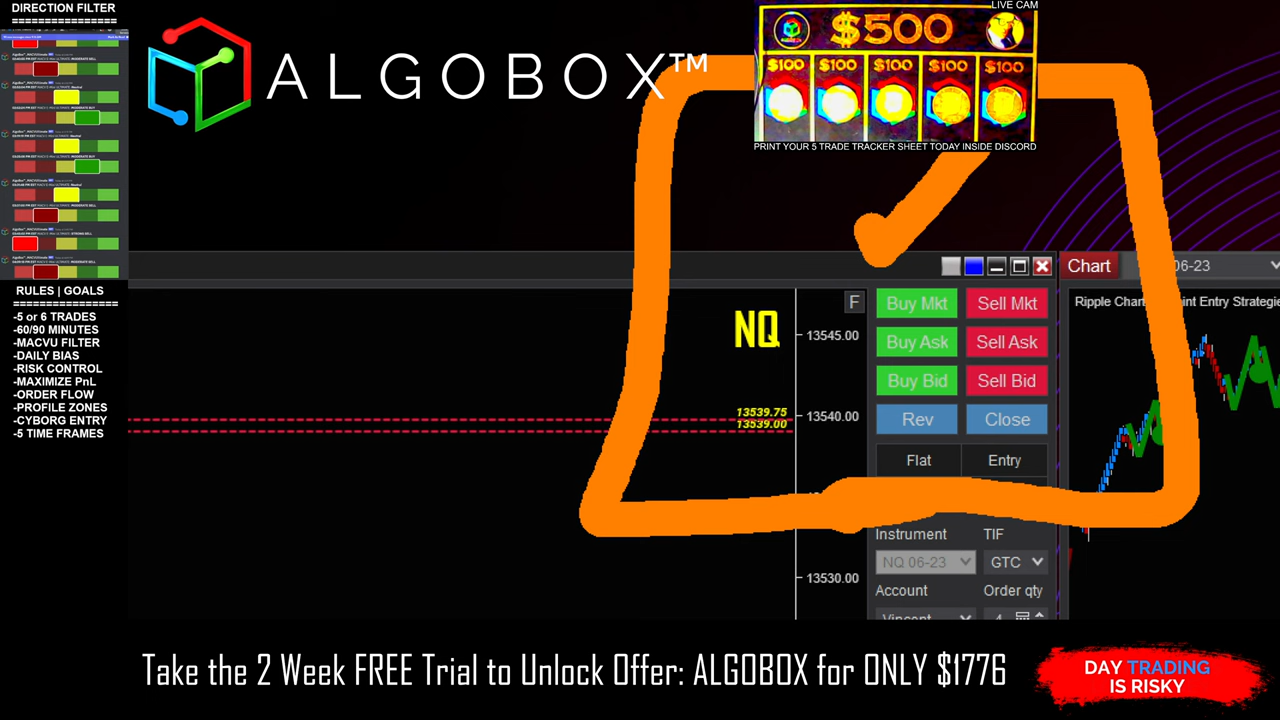 DIRECTION FILTER
====================
RULES | GOALS
================
-5 or 6 TRADES
-60/90 MINUTES
-MACVU FILTER
-DAILY BIAS
-RISK CONTROL
-MAXIMIZE PnL
-ORDER FLOW
-PROFILE ZONES
-CYBORG ENTRY
-5 TIME FRAMES
ALGOBOX™
LIVE CAM
$500
$100 $100 $100 $100 $100
PRINT YOUR 5 TRADE TRACKER SHEET TODAY INSIDE DISCORD
Chart
06-23
F
NQ
13545.00
13539.75
13539.00
13540.00
13530.00
Buy Mkt Sell Mkt
Buy Ask Sell Ask
Buy Bid Sell Bid
Rev Close
Flat Entry
Instrument TIF
NQ 06-23 GTC
Account Order qty
Vincent 4
Ripple Chart
int Entry Strategies
Take the 2 Week FREE Trial to Unlock Offer: ALGOBOX for ONLY $1776
DAY TRADING
IS RISKY